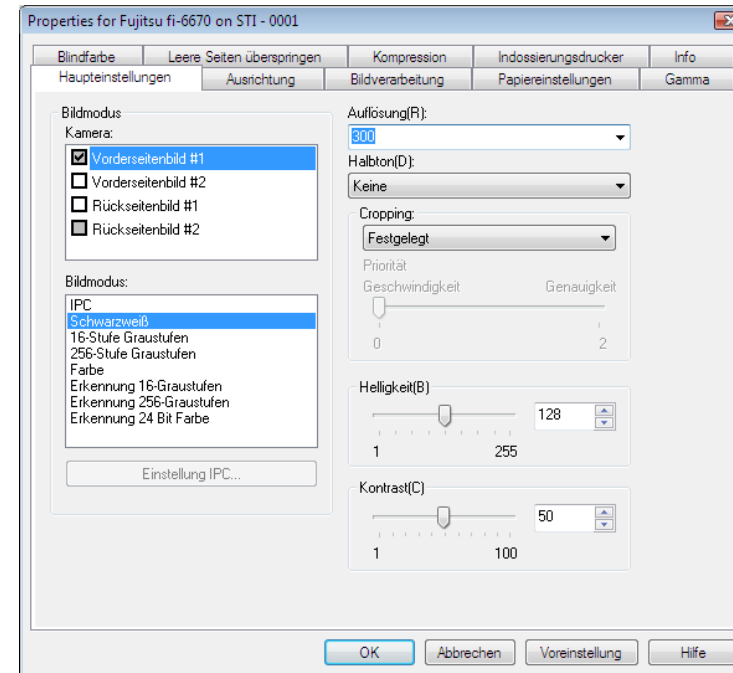 Properties for Fujitsu fi-6670 on STI - 0001
Blindfarbe
Leere Seiten überspringen
Kompression
Indossierungsdrucker
Info
Haupteinstellungen
Ausrichtung
Bildverarbeitung
Papiereinstellungen
Gamma
Bildmodus
Kamera:
Vorderseitenbild #1
Vorderseitenbild #2
Rückseitenbild #1
Rückseitenbild #2
Bildmodus:
IPC
Schwarzweiß
16-Stufe Graustufen
256-Stufe Graustufen
Farbe
Erkennung 16-Graustufen
Erkennung 256-Graustufen
Erkennung 24 Bit Farbe
Einstellung IPC...
Auflösung(R):
300
Halbton(D):
Keine
Cropping:
Festgelegt
Priorität
Geschwindigkeit Genauigkeit
0 2
Helligkeit(B)
128
1 255
Kontrast(C)
50
1 100
OK
Abbrechen
Voreinstellung
Hilfe